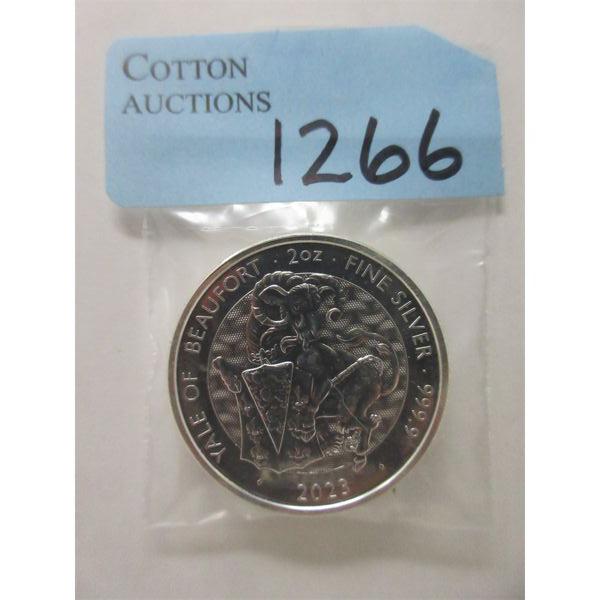 COTTON
AUCTIONS
1266
YALE OF BEAUFORT · 2OZ · FINE SILVER · 999.9
· 2023 ·